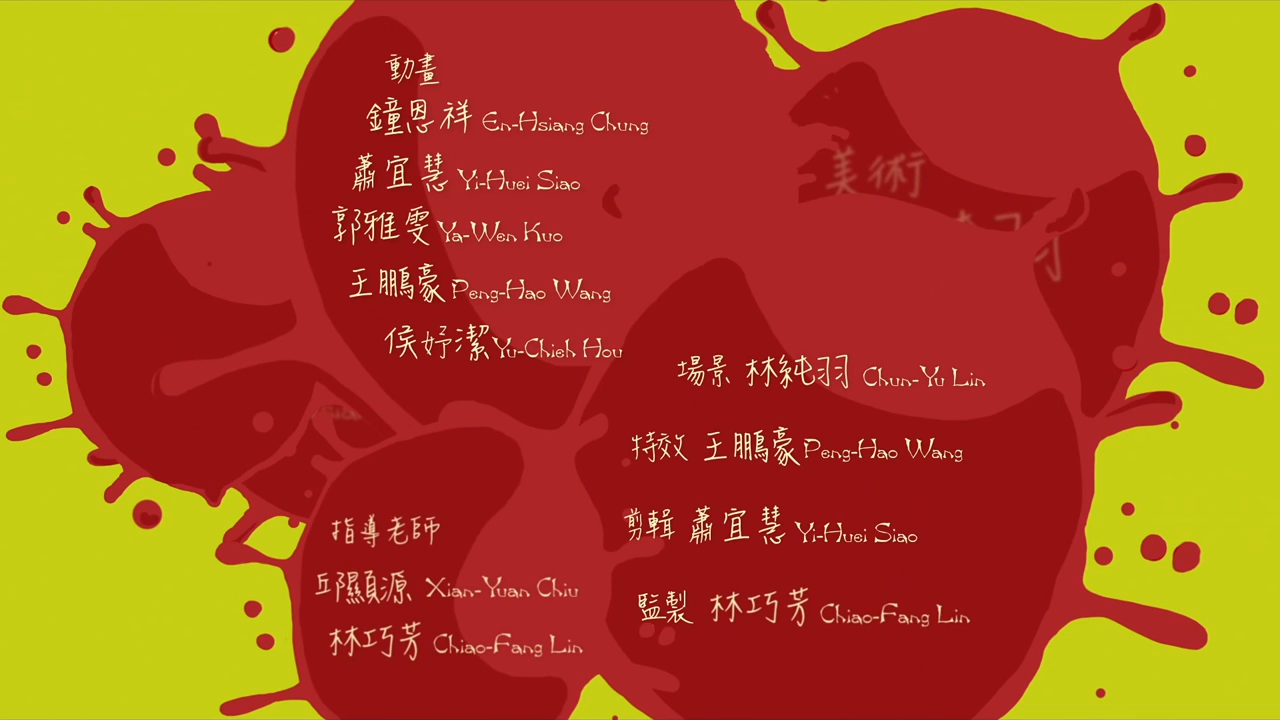 動畫
鐘恩祥 En-Hsiang Chung
蕭宜慧 Yi-Huei Siao
郭雅雯 Ya-Wen Kuo
王鵬豪 Peng-Hao Wang
侯妤潔 Yu-Chieh Hou
美術
場景 林純羽 Chun-Yu Lin
特效 王鵬豪 Peng-Hao Wang
剪輯 蕭宜慧 Yi-Huei Siao
監製 林巧芳 Chiao-Fang Lin
指導老師
邱顯源 Xian-Yuan Chiu
林巧芳 Chiao-Fang Lin